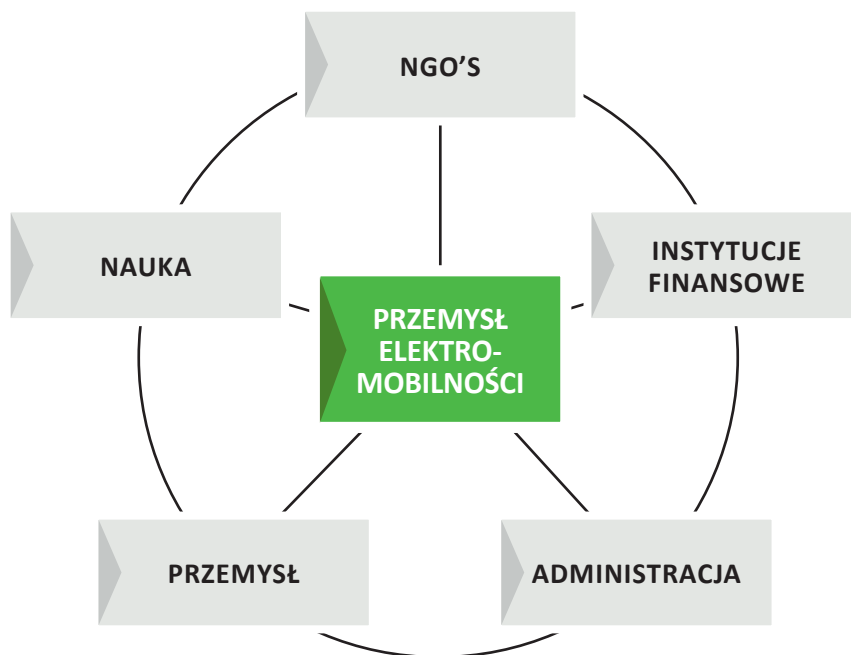 NGO’S
NAUKA
INSTYTUCJE
FINANSOWE
PRZEMYSŁ
ELEKTRO-
MOBILNOŚCI
PRZEMYSŁ
ADMINISTRACJA